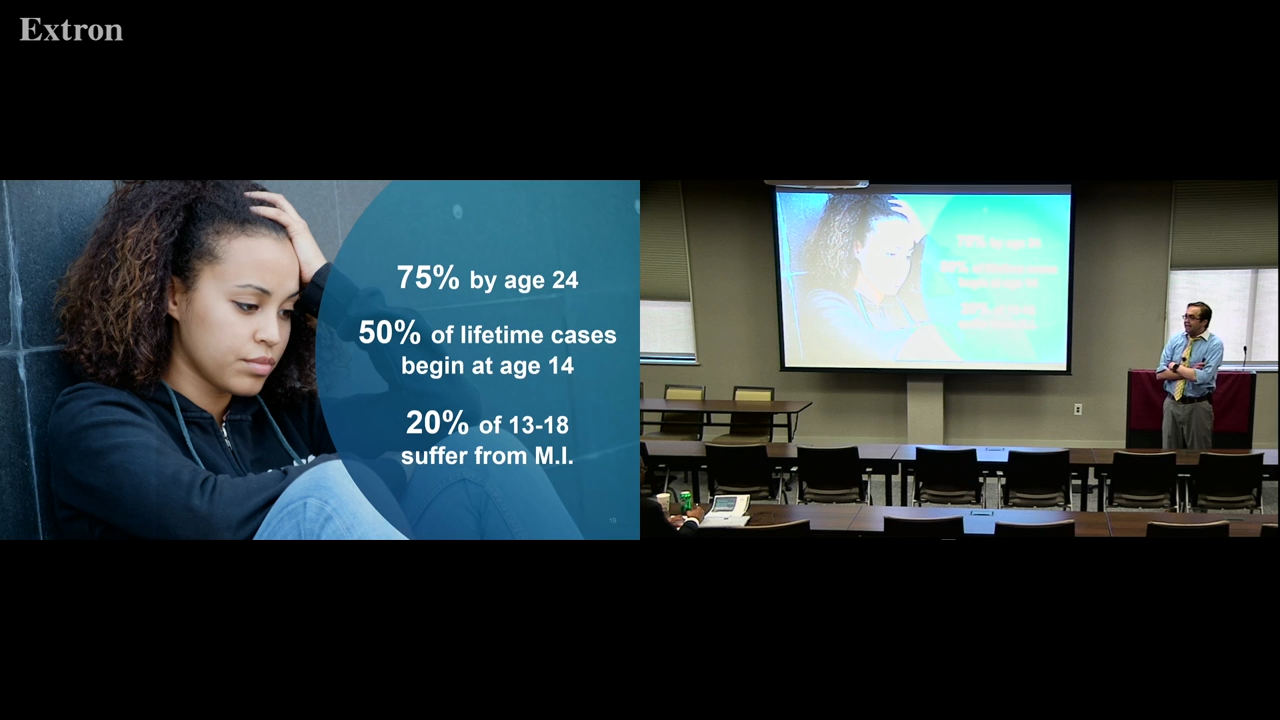 Extron
75% by age 24
50% of lifetime cases
begin at age 14
20% of 13-18
suffer from M.I.
19